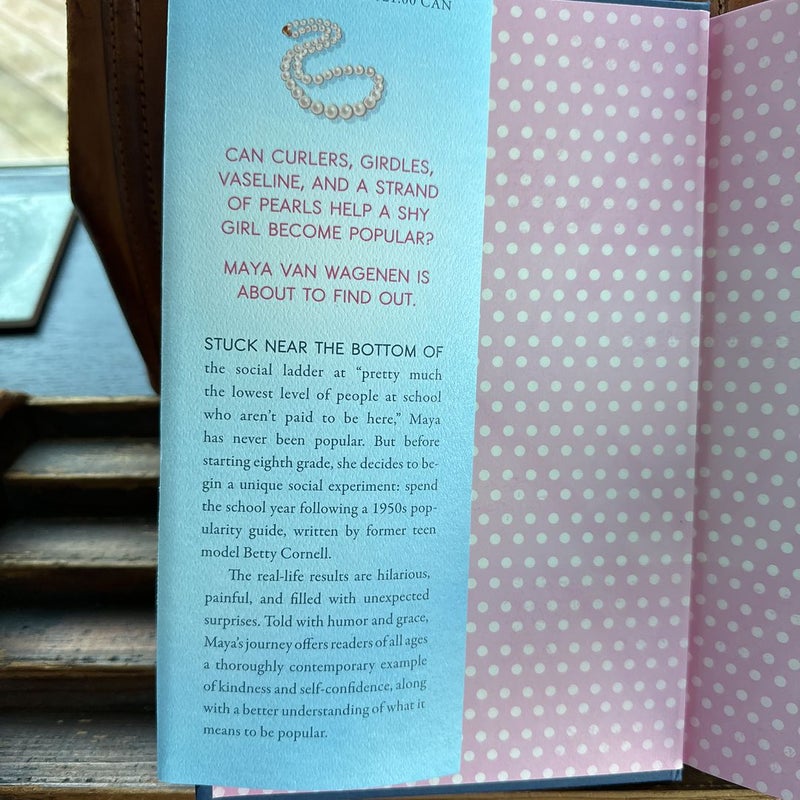 CAN
CAN CURLERS, GIRDLES,
VASELINE, AND A STRAND
OF PEARLS HELP A SHY
GIRL BECOME POPULAR?
MAYA VAN WAGENEN IS
ABOUT TO FIND OUT.
STUCK NEAR THE BOTTOM OF
the social ladder at “pretty much
the lowest level of people at school
who aren’t paid to be here,” Maya
has never been popular. But before
starting eighth grade, she decides to be-
gin a unique social experiment: spend
the school year following a 1950s pop-
ularity guide, written by former teen
model Betty Cornell.
The real-life results are hilarious,
painful, and filled with unexpected
surprises. Told with humor and grace,
Maya’s journey offers readers of all ages
a thoroughly contemporary example
of kindness and self-confidence, along
with a better understanding of what it
means to be popular.